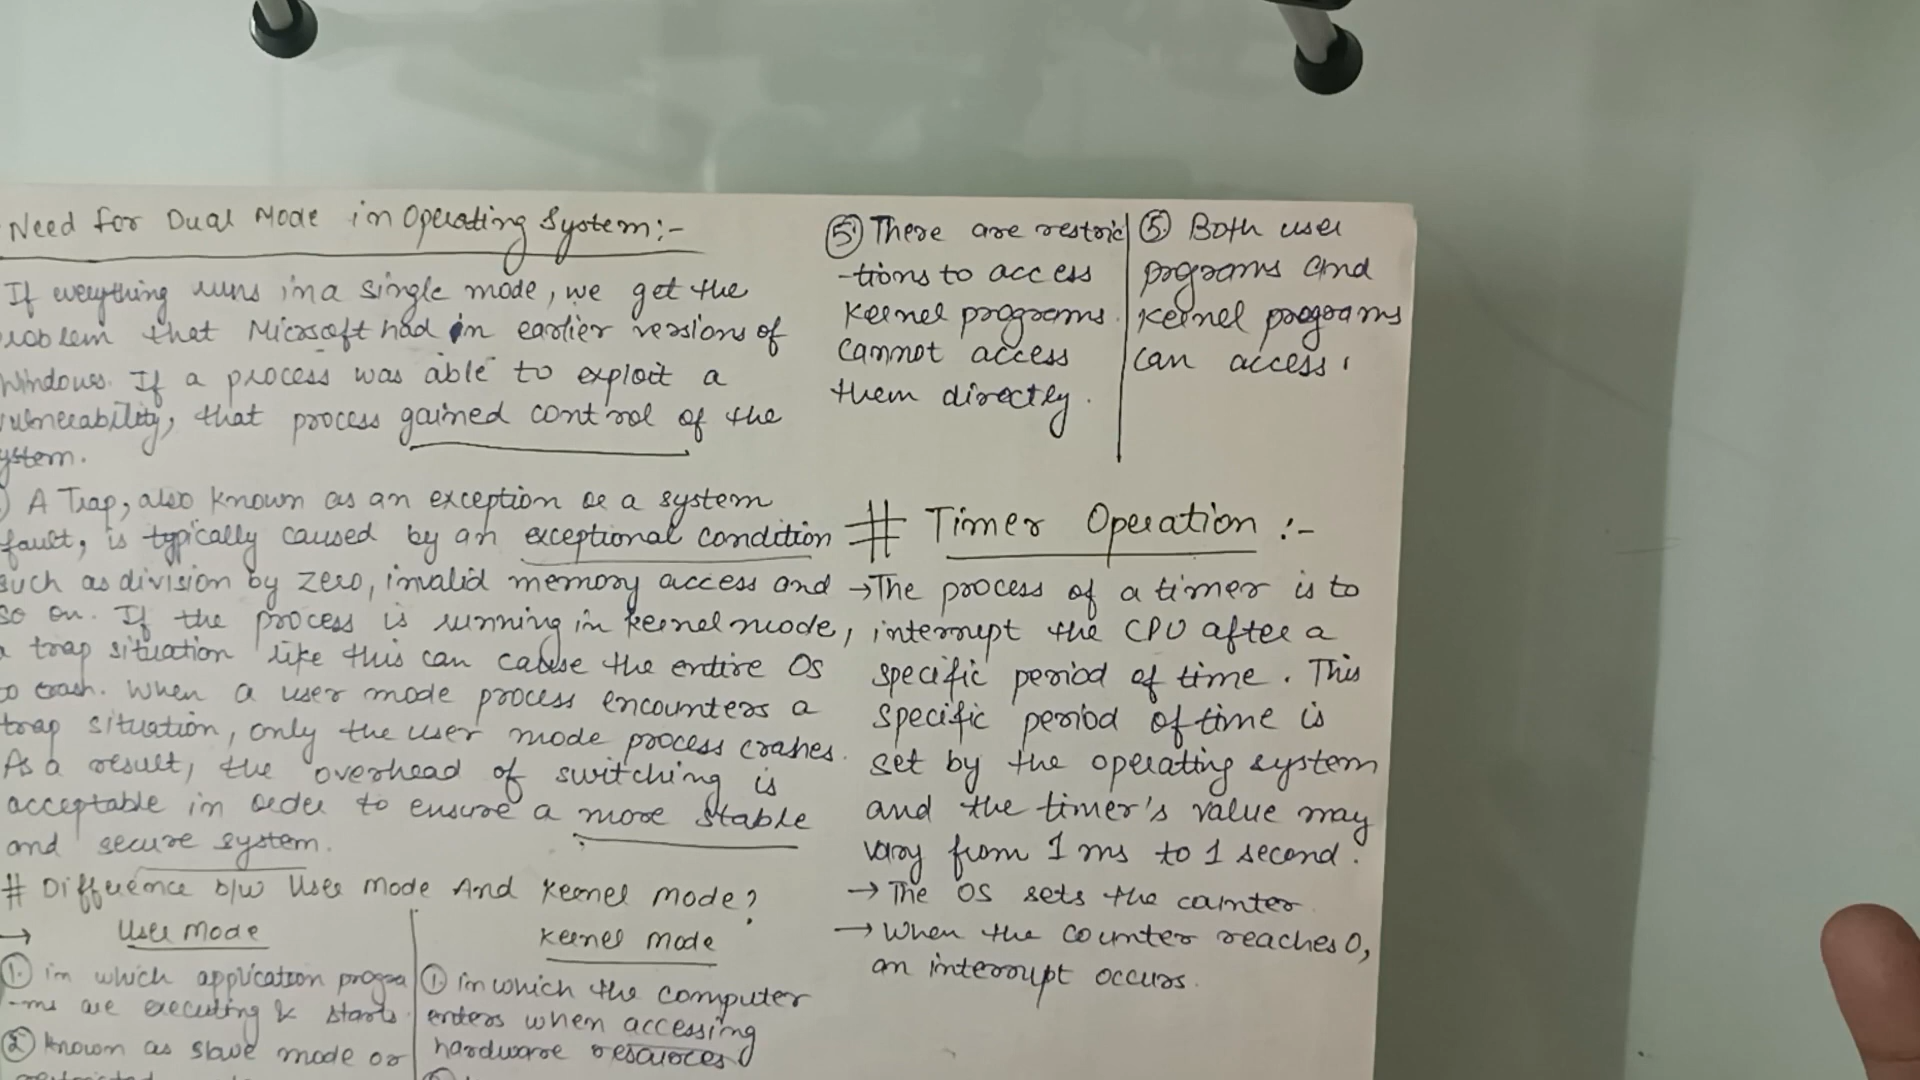 Need for Dual Mode in Operating System:-
If everything runs in a single mode, we get the
problem that Microsoft had in earlier versions of
Windows. If a process was able to exploit a
vulnerability, that process gained control of the
system.
A Trap, also known as an exception or a system
fault, is typically caused by an exceptional condition
such as division by zero, invalid memory access and
so on. If the process is running in kernel mode,
a trap situation like this can cause the entire OS
to crash. When a user mode process encounters a
trap situation, only the user mode process crashes.
As a result, the overhead of switching is
acceptable in order to ensure a more stable
and secure system.
# Difference b/w User Mode And Kernel Mode?
→ User Mode
① in which application progra
-ms are executing & starts.
② known as slave mode or
Kernel Mode
① in which the computer
enters when accessing
hardware resources
⑤ There are restric
-tions to access
kernel programs.
Cannot access
them directly.
⑤ Both user
programs and
kernel programs
can access.
# Timer Operation :-
→ The process of a timer is to
interrupt the CPU after a
specific period of time. This
specific period of time is
set by the operating system
and the timer's value may
vary from 1 ms to 1 second.
→ The OS sets the counter.
→ When the counter reaches 0,
an interrupt occurs.